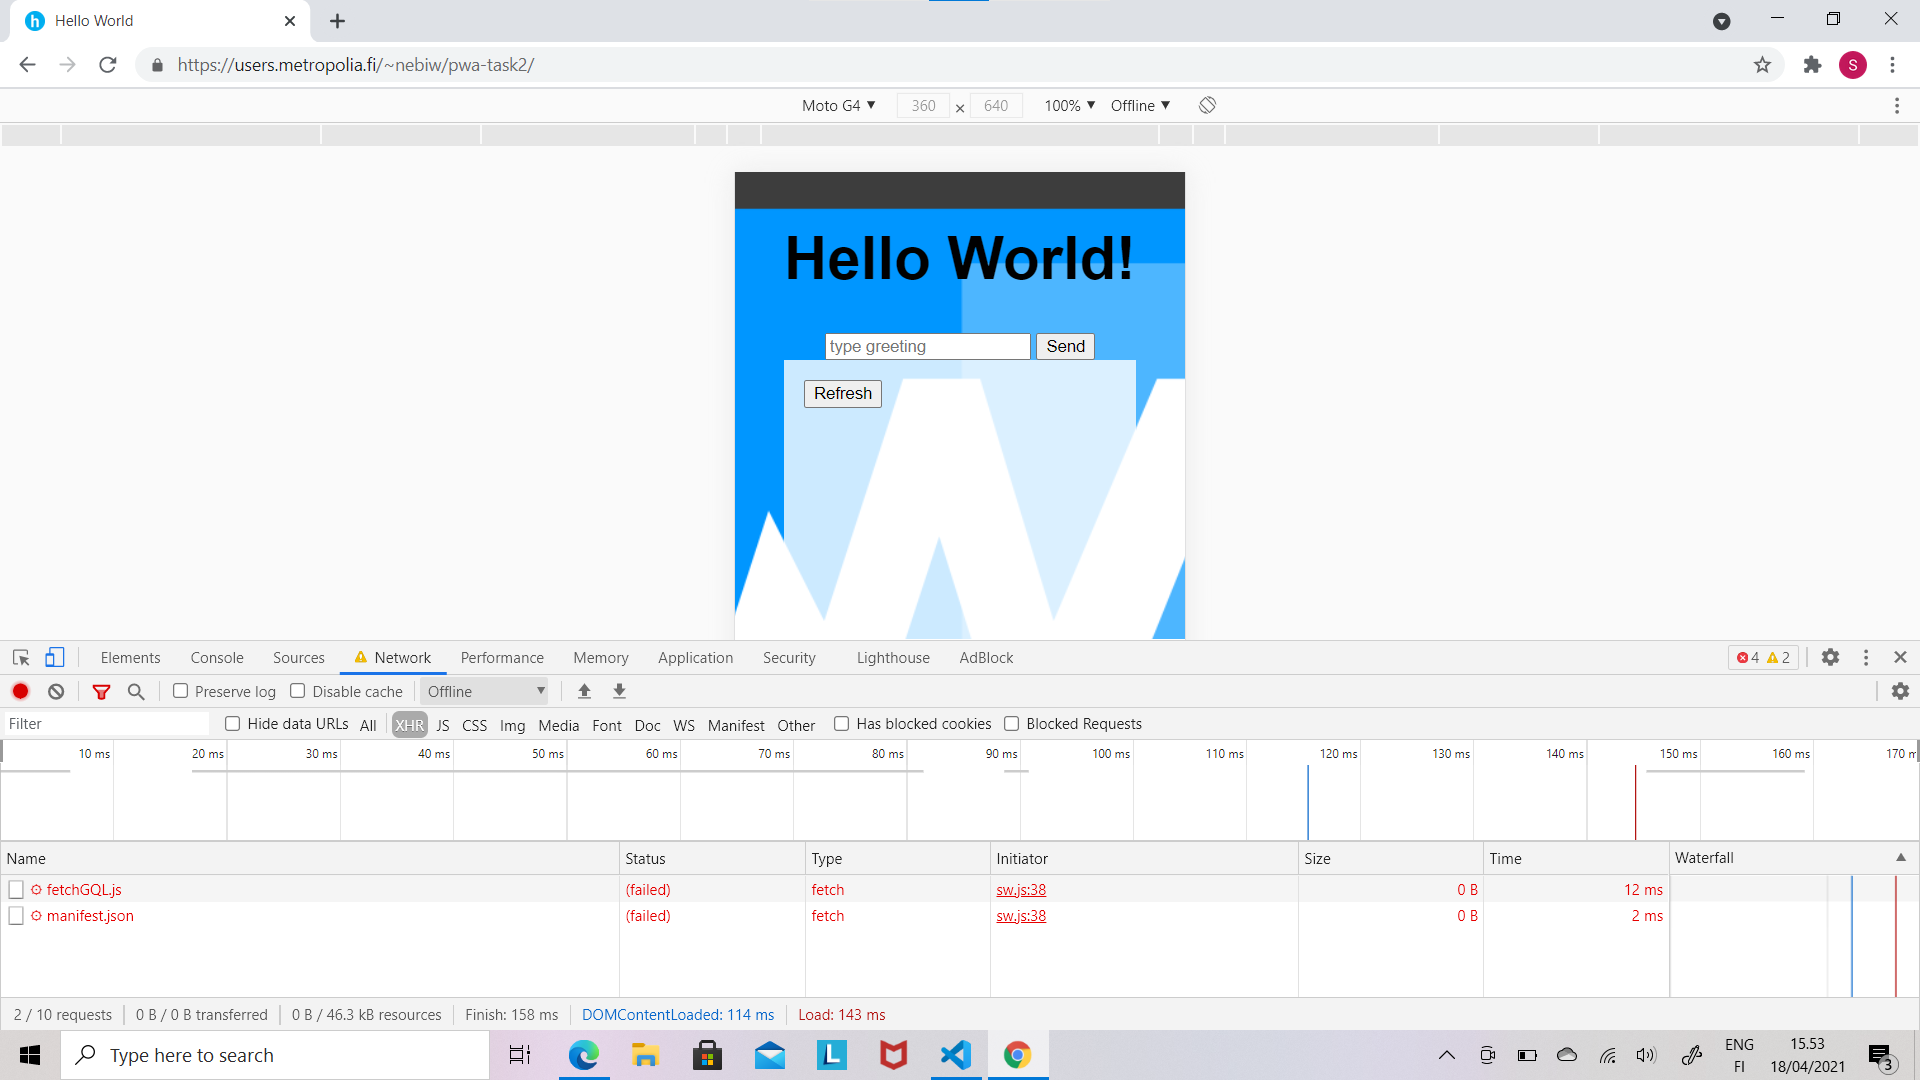 h Hello World
https://users.metropolia.fi/~nebiw/pwa-task2/
S
Moto G4 360 × 640 100% Offline
Hello World!
type greeting Send
Refresh
Elements Console Sources Network Performance Memory Application Security Lighthouse AdBlock 4 2
Preserve log Disable cache Offline
Filter Hide data URLs All XHR JS CSS Img Media Font Doc WS Manifest Other Has blocked cookies Blocked Requests
10 ms 20 ms 30 ms 40 ms 50 ms 60 ms 70 ms 80 ms 90 ms 100 ms 110 ms 120 ms 130 ms 140 ms 150 ms 160 ms 170 m
Name Status Type Initiator Size Time Waterfall
fetchGQL.js (failed) fetch sw.js:38 0 B 12 ms
manifest.json (failed) fetch sw.js:38 0 B 2 ms
2 / 10 requests 0 B / 0 B transferred 0 B / 46.3 kB resources Finish: 158 ms DOMContentLoaded: 114 ms Load: 143 ms
Type here to search
L
ENG 15.53
FI 18/04/2021
3